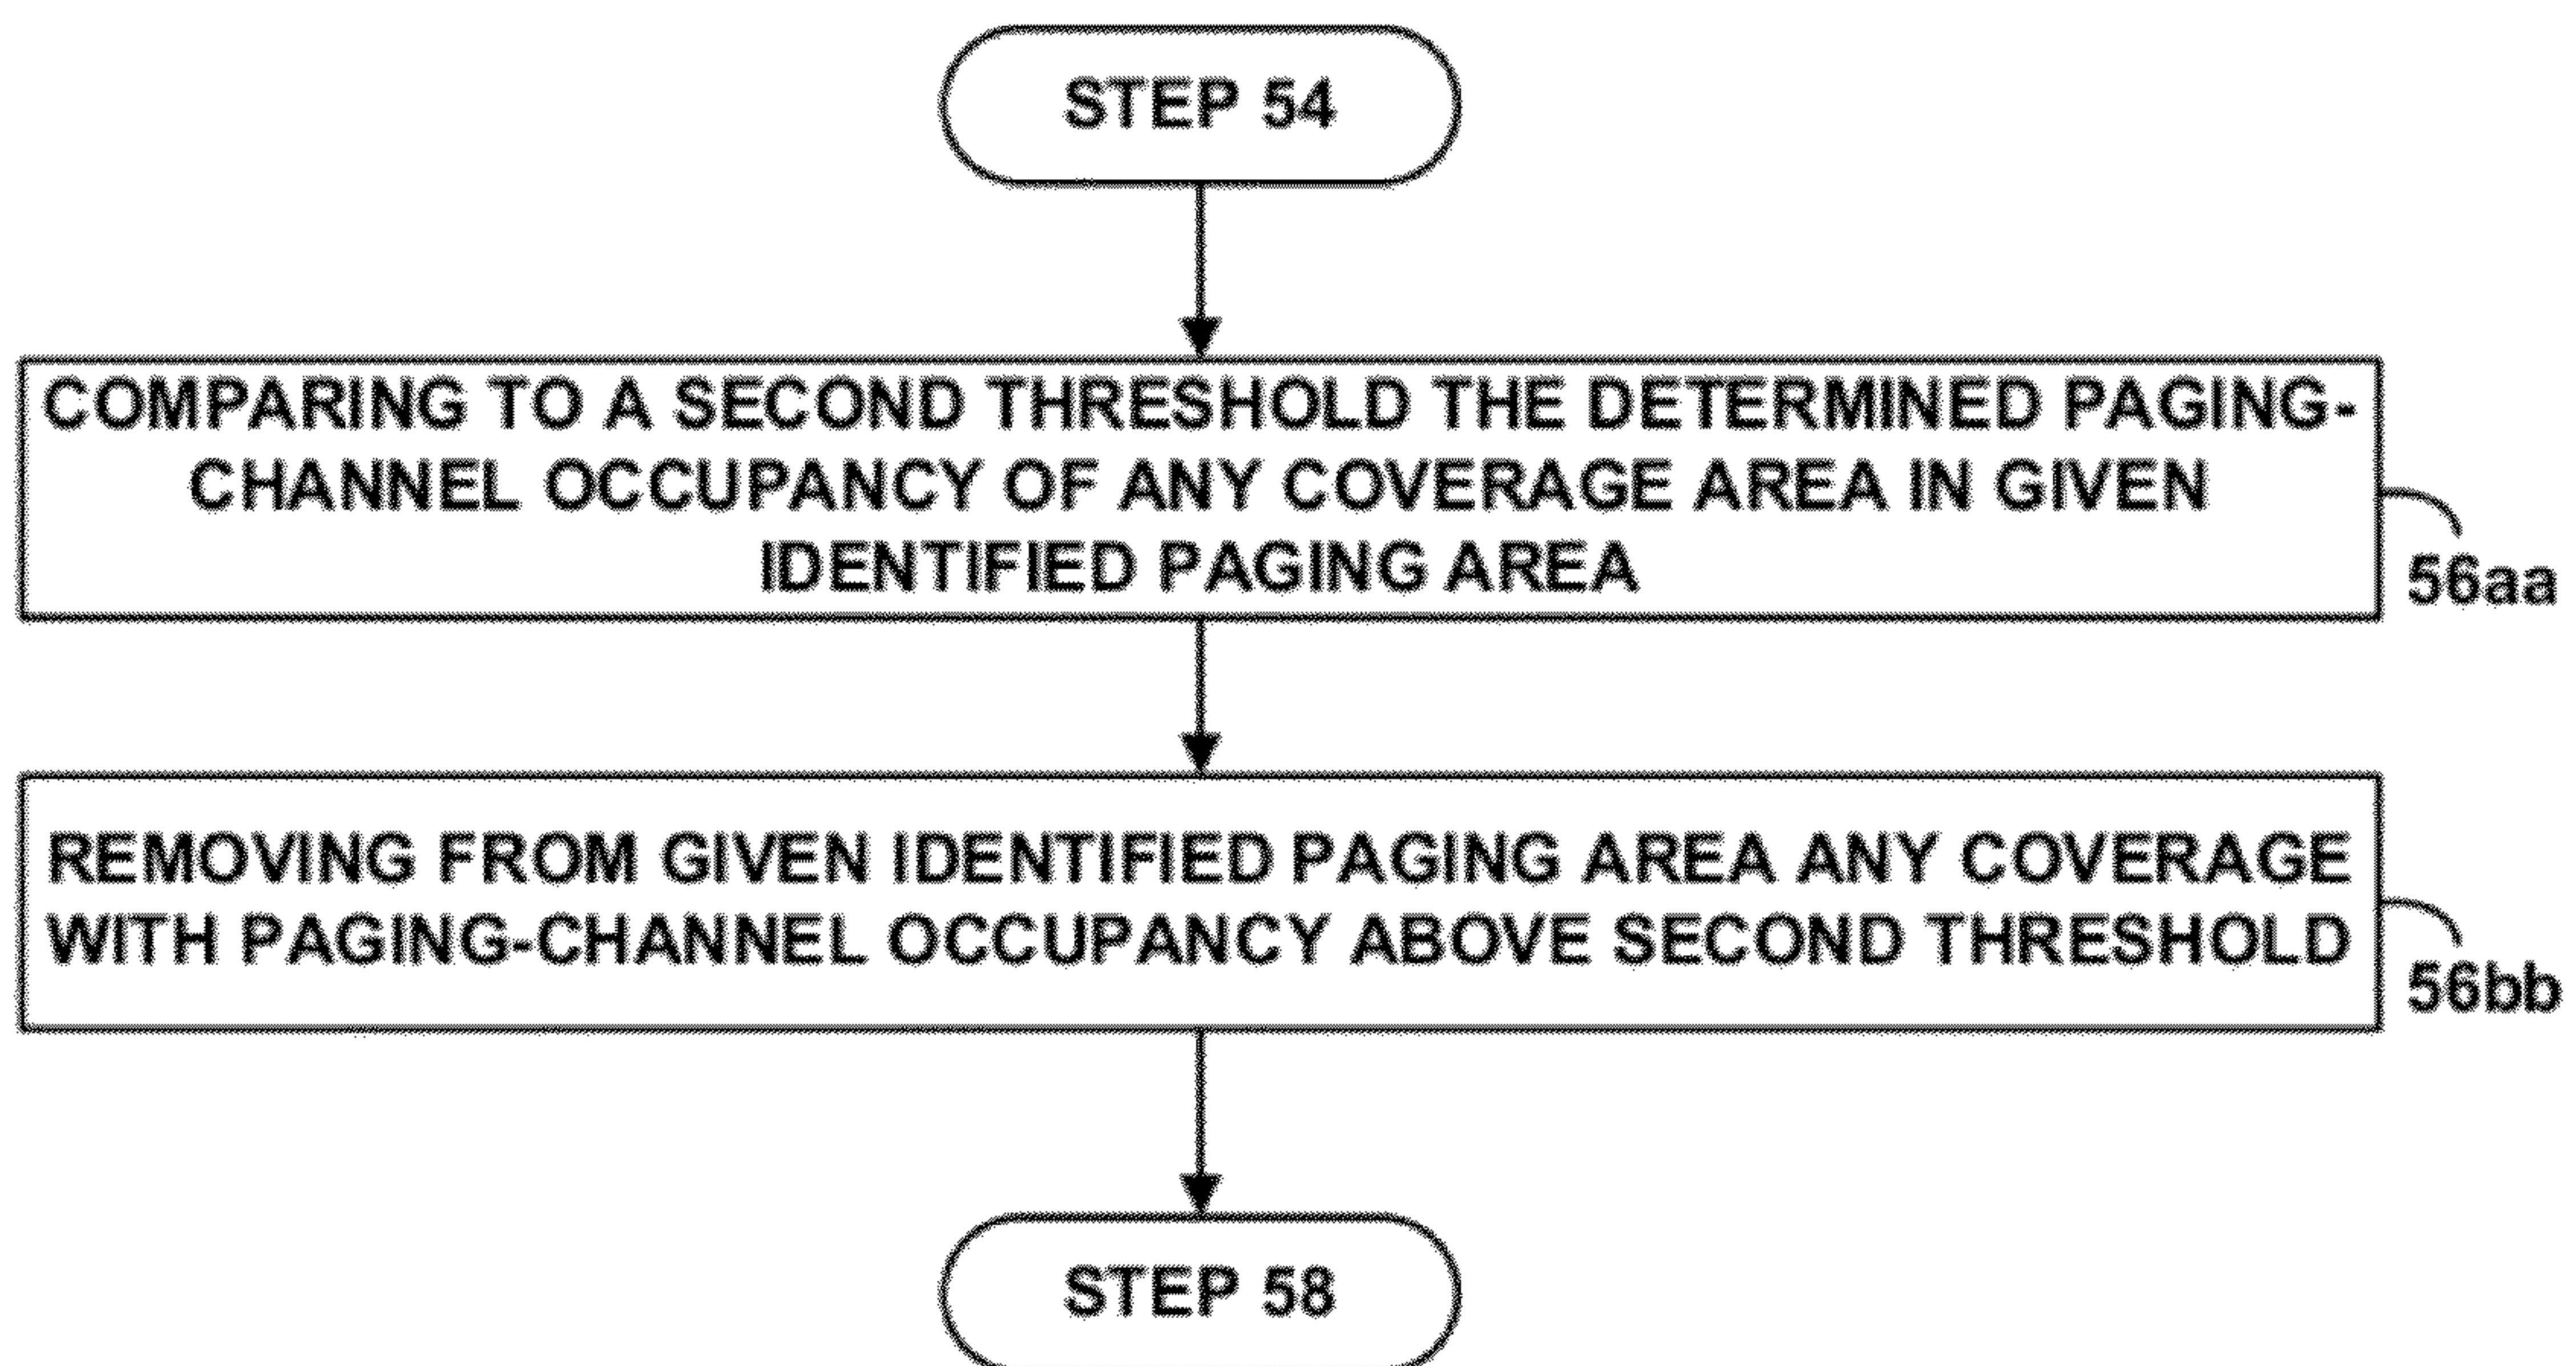 STEP 54
COMPARING TO A SECOND THRESHOLD THE DETERMINED PAGING-
CHANNEL OCCUPANCY OF ANY COVERAGE AREA IN GIVEN
IDENTIFIED PAGING AREA
56aa
REMOVING FROM GIVEN IDENTIFIED PAGING AREA ANY COVERAGE
WITH PAGING-CHANNEL OCCUPANCY ABOVE SECOND THRESHOLD
56bb
STEP 58